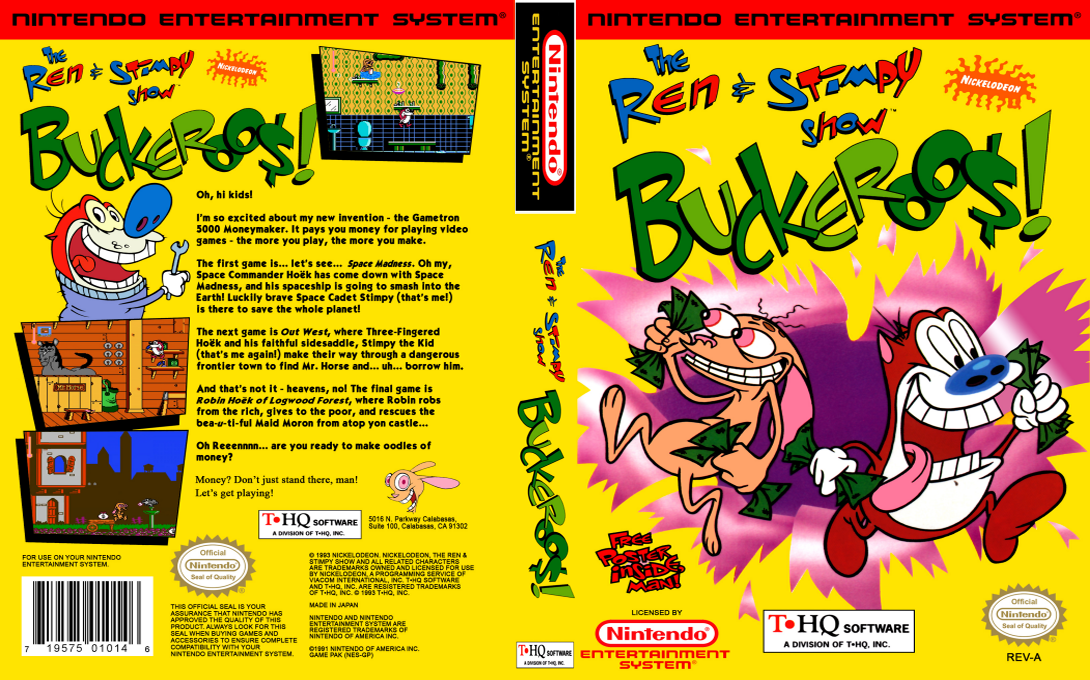 NINTENDO ENTERTAINMENT SYSTEM®
The
Ren & Stimpy
Show™
NICKELODEON
BUCKEROO$!
Oh, hi kids!
I'm so excited about my new invention - the Gametron
5000 Moneymaker. It pays you money for playing video
games - the more you play, the more you make.
The first game is... let's see... Space Madness. Oh my,
Space Commander Hoëk has come down with Space
Madness, and his spaceship is going to smash into the
Earth! Luckily brave Space Cadet Stimpy (that's me!)
is there to save the whole planet!
The next game is Out West, where Three-Fingered
Hoëk and his faithful sidesaddle, Stimpy the Kid
(that's me again!) make their way through a dangerous
frontier town to find Mr. Horse and... uh... borrow him.
And that's not it - heavens, no! The final game is
Robin Hoëk of Logwood Forest, where Robin robs
from the rich, gives to the poor, and rescues the
bea-u-ti-ful Maid Moron from atop yon castle...
Oh Reeennnn... are you ready to make oodles of
money?
Money? Don't just stand there, man!
Let's get playing!
Mr. Horse
T•HQ SOFTWARE
A DIVISION OF T•HQ, INC.
5016 N. Parkway Calabasas,
Suite 100, Calabasas, CA 91302
FOR USE ON YOUR NINTENDO
ENTERTAINMENT SYSTEM.
7 19575 01014 6
Official
Nintendo®
Seal of Quality
THIS OFFICIAL SEAL IS YOUR
ASSURANCE THAT NINTENDO HAS
APPROVED THE QUALITY OF THIS
PRODUCT. ALWAYS LOOK FOR THIS
SEAL WHEN BUYING GAMES AND
ACCESSORIES TO ENSURE COMPLETE
COMPATIBILITY WITH YOUR
NINTENDO ENTERTAINMENT SYSTEM.
© 1993 NICKELODEON. NICKELODEON, THE REN &
STIMPY SHOW AND ALL RELATED CHARACTERS
ARE TRADEMARKS OWNED AND LICENSED FOR USE
BY NICKELODEON, A PROGRAMMING SERVICE OF
VIACOM INTERNATIONAL, INC. T•HQ SOFTWARE
AND T•HQ, INC. ARE REGISTERED TRADEMARKS
OF T•HQ, INC. © 1993 T•HQ, INC.
MADE IN JAPAN
NINTENDO AND NINTENDO
ENTERTAINMENT SYSTEM ARE
REGISTERED TRADEMARKS OF
NINTENDO OF AMERICA INC.
©1991 NINTENDO OF AMERICA INC.
GAME PAK (NES-GP)
Nintendo®
ENTERTAINMENT
SYSTEM®
The
Ren & Stimpy
Show
BUCKEROO$!
T•HQ SOFTWARE
A DIVISION OF T•HQ, INC.
NINTENDO ENTERTAINMENT SYSTEM®
The
Ren & Stimpy
Show™
NICKELODEON
BUCKEROO$!
FREE
POSTER
INSIDE
MAN!!
LICENSED BY
Nintendo®
ENTERTAINMENT
SYSTEM®
T•HQ SOFTWARE
A DIVISION OF T•HQ, INC.
Official
Nintendo®
Seal of Quality
REV-A